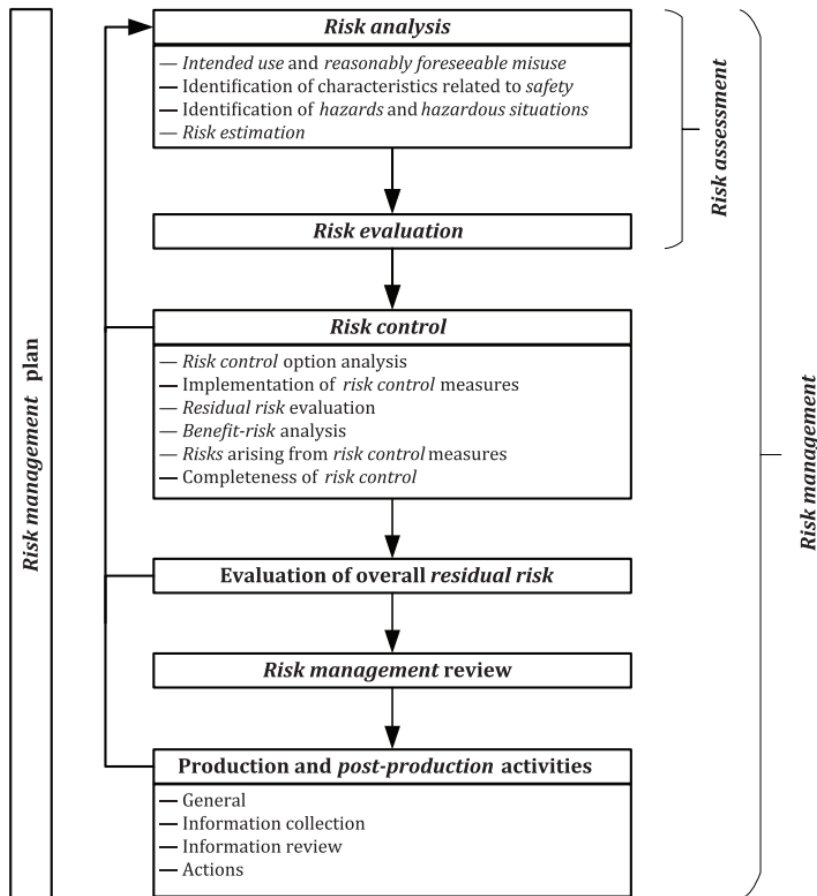 Risk analysis
— Intended use and reasonably foreseeable misuse
— Identification of characteristics related to safety
— Identification of hazards and hazardous situations
— Risk estimation
Risk evaluation
Risk control
— Risk control option analysis
— Implementation of risk control measures
— Residual risk evaluation
— Benefit-risk analysis
— Risks arising from risk control measures
— Completeness of risk control
Evaluation of overall residual risk
Risk management review
Production and post-production activities
— General
— Information collection
— Information review
— Actions
Risk management plan
Risk assessment
Risk management